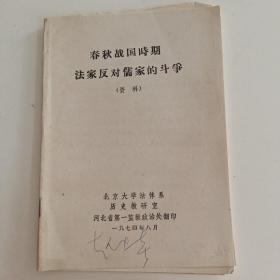 春秋战国時期
法家反对儒家的斗爭
(资料)
北京大学法律系
历史教研室
河北省第一监狱政治处翻印
一九七四年八月